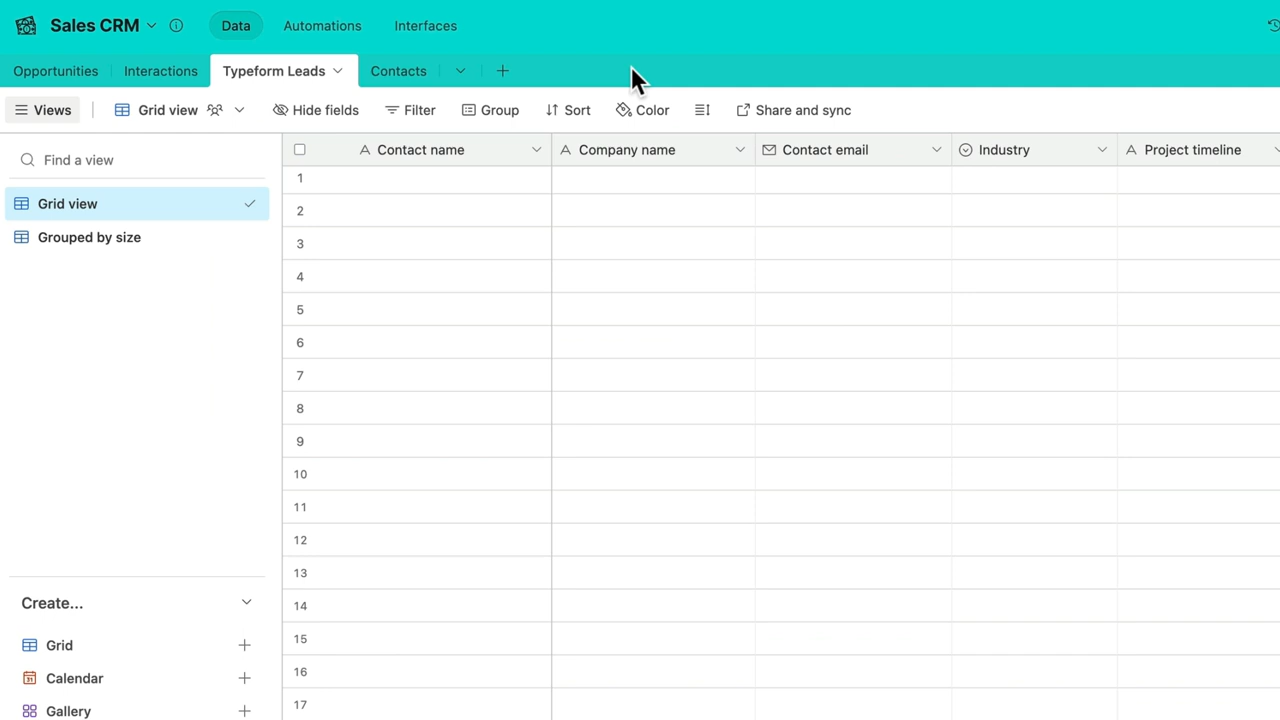 Sales CRM Data Automations Interfaces
Opportunities Interactions Typeform Leads Contacts
Views Grid view Hide fields Filter Group Sort Color Share and sync
Find a view
Contact name Company name Contact email Industry Project timeline
Grid view
Grouped by size
1
2
3
4
5
6
7
8
9
10
11
12
13
14
15
16
17
Create...
Grid
Calendar
Gallery